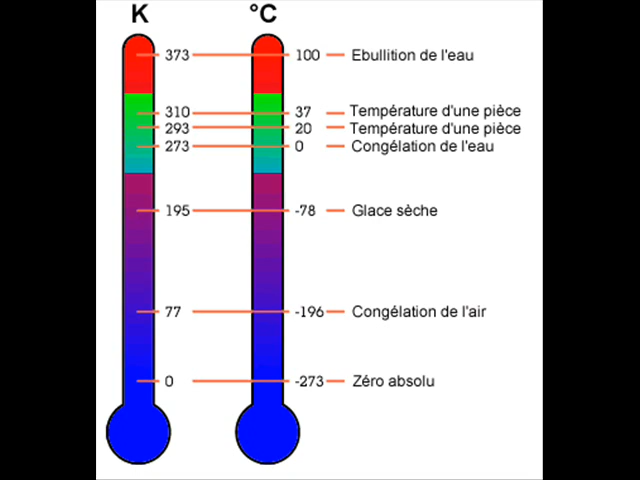 K °C
373 100 Ebullition de l'eau
310 37 Température d'une pièce
293 20 Température d'une pièce
273 0 Congélation de l'eau
195 -78 Glace sèche
77 -196 Congélation de l'air
0 -273 Zéro absolu